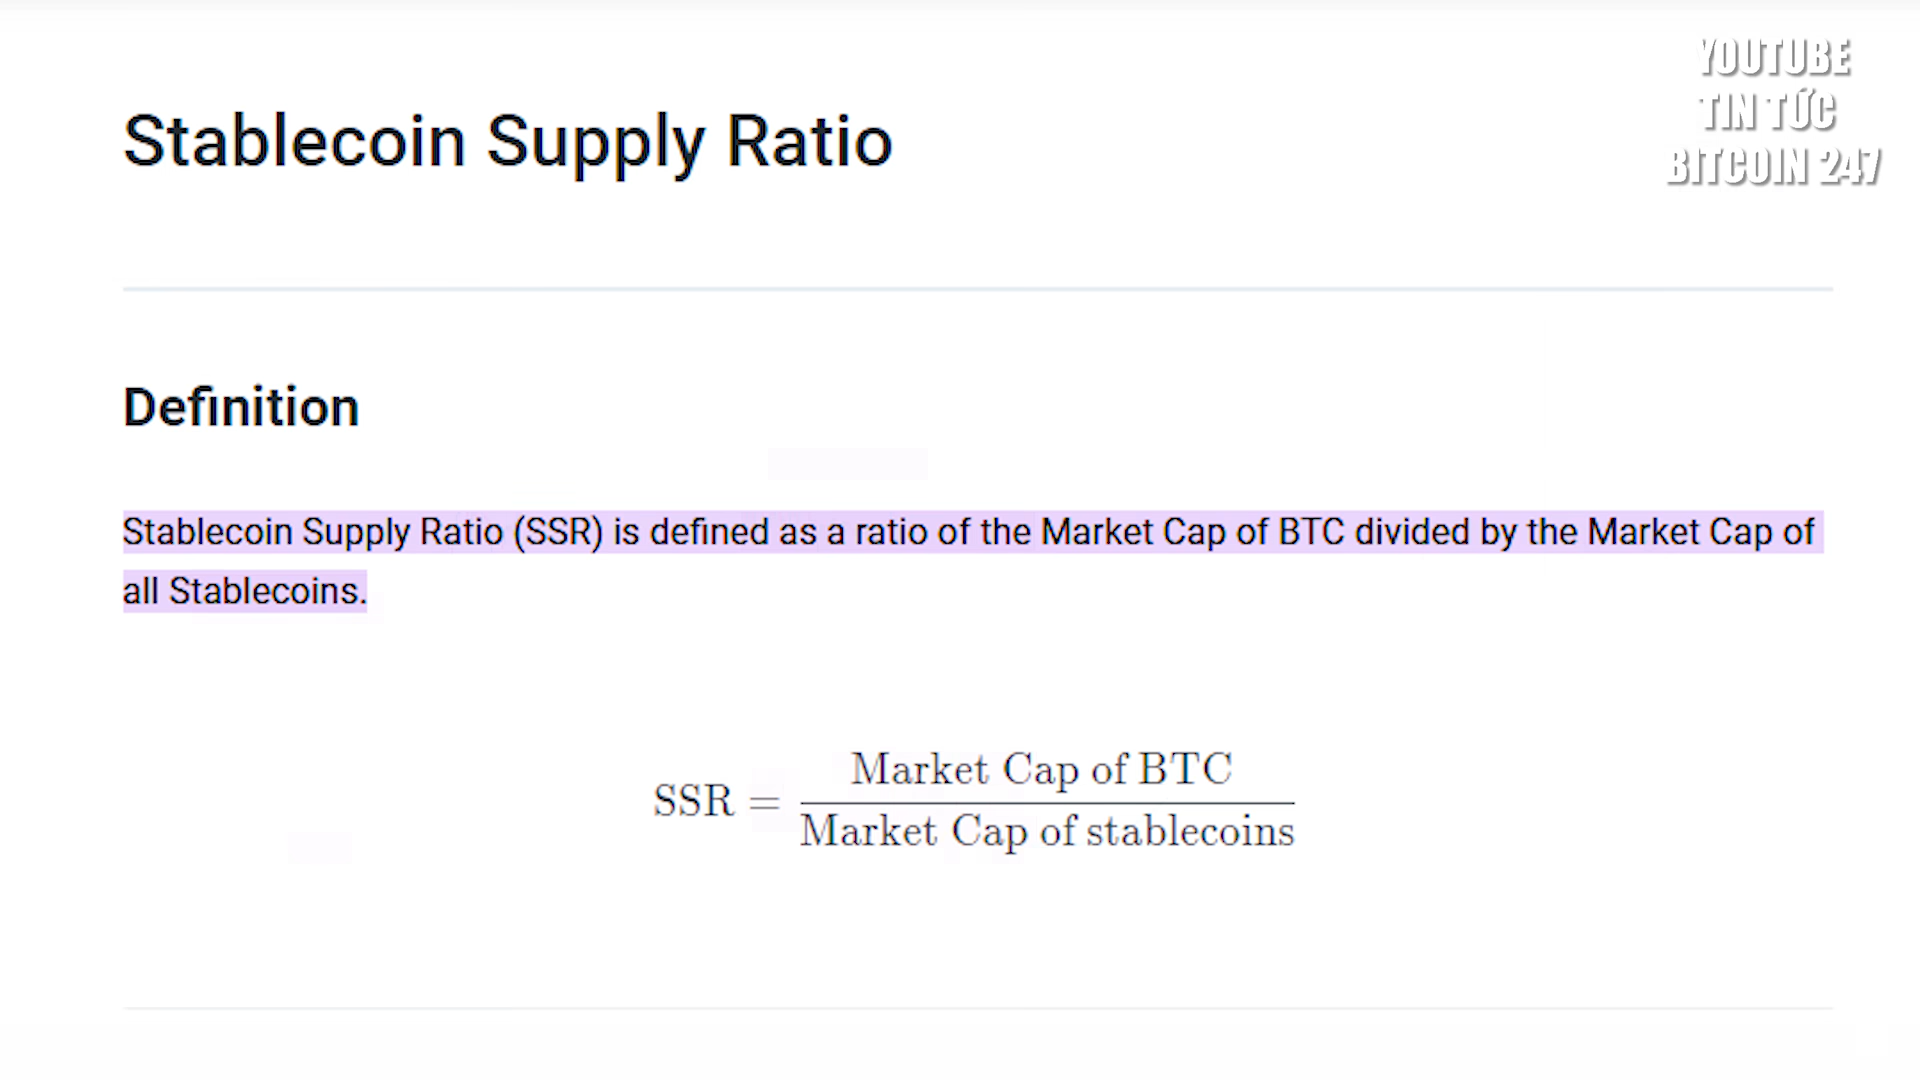 YOUTUBE
TIN TỨC
BITCOIN 247
Stablecoin Supply Ratio
Definition
Stablecoin Supply Ratio (SSR) is defined as a ratio of the Market Cap of BTC divided by the Market Cap of
all Stablecoins.
SSR = Market Cap of BTC
Market Cap of stablecoins